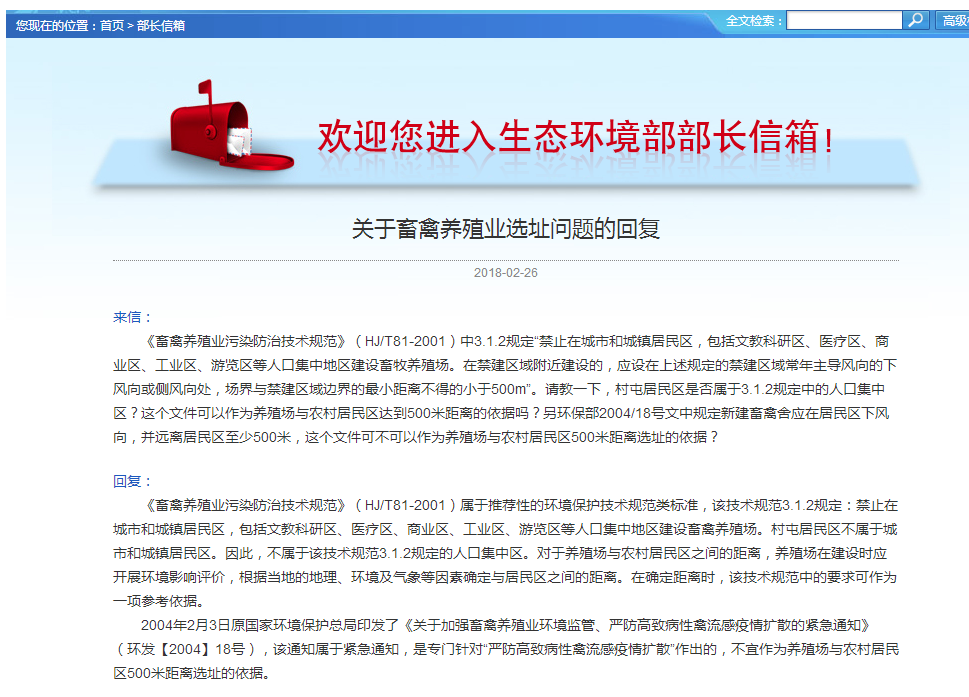 您现在的位置：首页 > 部长信箱
全文检索：
高级
欢迎您进入生态环境部部长信箱！
关于畜禽养殖业选址问题的回复
2018-02-26
来信：
《畜禽养殖业污染防治技术规范》（HJ/T81-2001）中3.1.2规定“禁止在城市和城镇居民区，包括文教科研区、医疗区、商
业区、工业区、游览区等人口集中地区建设畜牧养殖场。在禁建区域附近建设的，应设在上述规定的禁建区域常年主导风向的下
风向或侧风向处，场界与禁建区域边界的最小距离不得的小于500m”。请教一下，村屯居民区是否属于3.1.2规定中的人口集中
区？这个文件可以作为养殖场与农村居民区达到500米距离的依据吗？另环保部2004/18号文中规定新建畜禽舍应在居民区下风
向，并远离居民区至少500米，这个文件可不可以作为养殖场与农村居民区500米距离选址的依据？
回复：
《畜禽养殖业污染防治技术规范》（HJ/T81-2001）属于推荐性的环境保护技术规范类标准，该技术规范3.1.2规定：禁止在
城市和城镇居民区，包括文教科研区、医疗区、商业区、工业区、游览区等人口集中地区建设畜禽养殖场。村屯居民区不属于城
市和城镇居民区。因此，不属于该技术规范3.1.2规定的人口集中区。对于养殖场与农村居民区之间的距离，养殖场在建设时应
开展环境影响评价，根据当地的地理、环境及气象等因素确定与居民区之间的距离。在确定距离时，该技术规范中的要求可作为
一项参考依据。
2004年2月3日原国家环境保护总局印发了《关于加强畜禽养殖业环境监管、严防高致病性禽流感疫情扩散的紧急通知》
（环发【2004】18号），该通知属于紧急通知，是专门针对“严防高致病性禽流感疫情扩散”作出的，不宜作为养殖场与农村居民
区500米距离选址的依据。